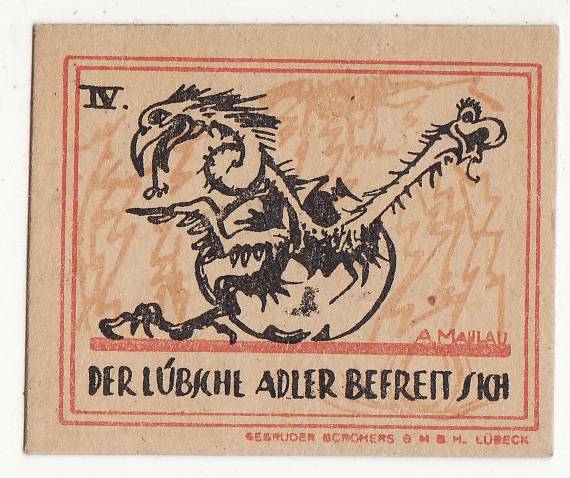 IV.
A. MAHLAU
DER LÜBSCHE ADLER BEFREIT SICH
GEBRÜDER BORCHERS G M B H. LÜBECK